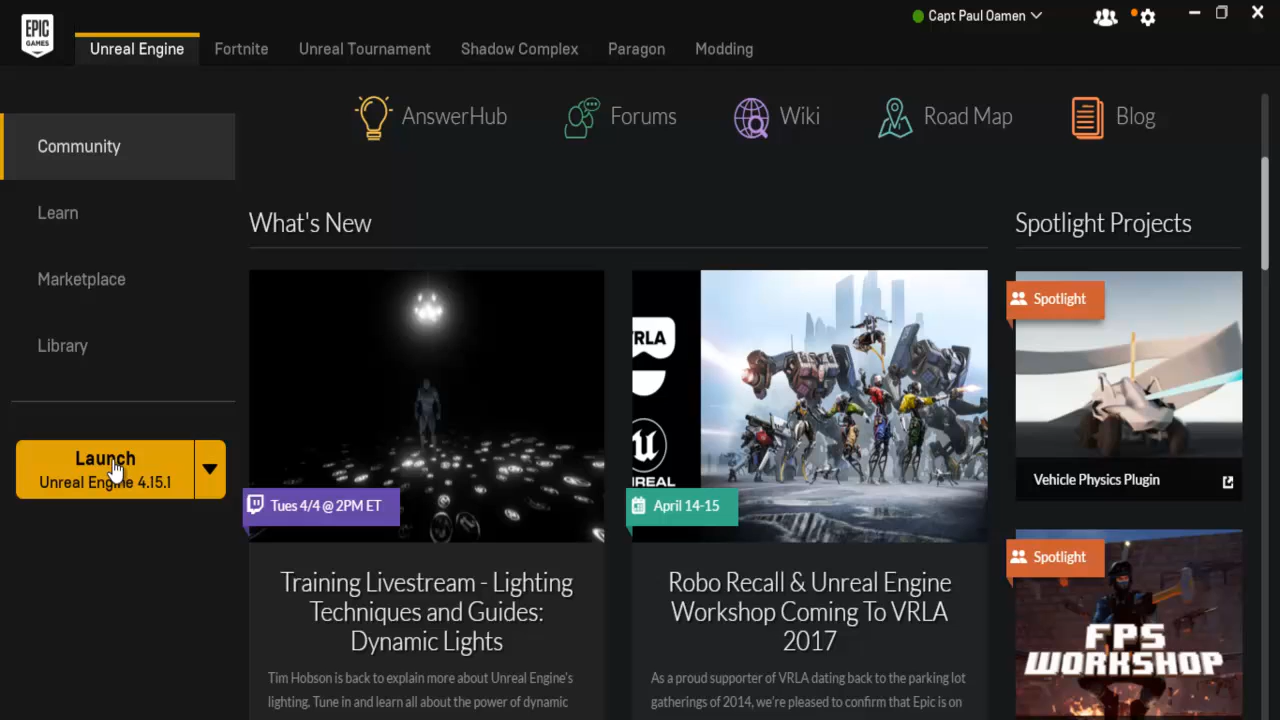 EPIC
GAMES
Unreal Engine
Fortnite
Unreal Tournament
Shadow Complex
Paragon
Modding
Capt Paul Oamen
Community
Learn
Marketplace
Library
Launch
Unreal Engine 4.15.1
AnswerHub
Forums
Wiki
Road Map
Blog
What's New
Tues 4/4 @ 2PM ET
Training Livestream - Lighting
Techniques and Guides:
Dynamic Lights
Tim Hobson is back to explain more about Unreal Engine's
lighting. Tune in and learn all about the power of dynamic
VRLA
UNREAL
April 14-15
Robo Recall & Unreal Engine
Workshop Coming To VRLA
2017
As a proud supporter of VRLA dating back to the parking lot
gatherings of 2014, we're pleased to confirm that Epic is on
Spotlight Projects
Spotlight
Vehicle Physics Plugin
Spotlight
FPS
WORKSHOP